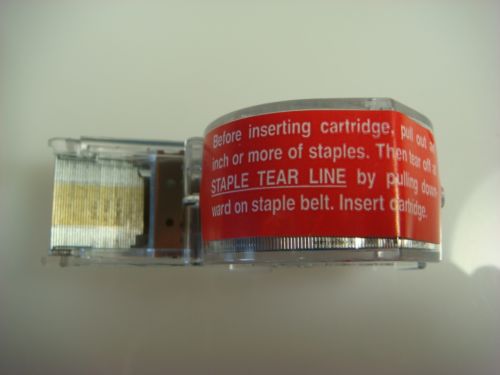 Before inserting cartridge, pull out
inch or more of staples. Then tear off
STAPLE TEAR LINE by pulling down-
ward on staple belt. Insert cartridge.